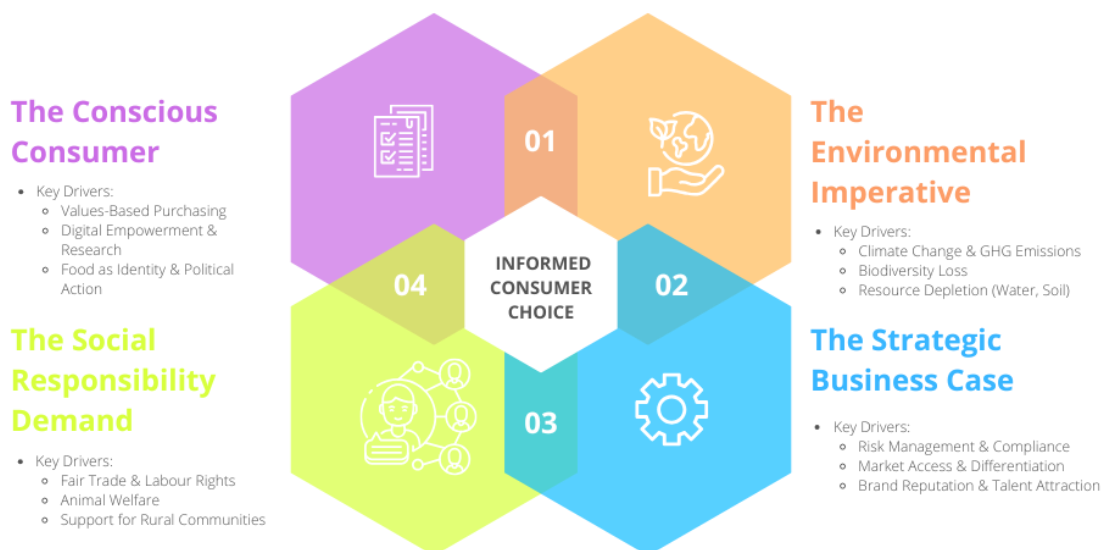 The Conscious
Consumer
Key Drivers:
Values-Based Purchasing
Digital Empowerment &
Research
Food as Identity & Political
Action
The Social
Responsibility
Demand
Key Drivers:
Fair Trade & Labour Rights
Animal Welfare
Support for Rural Communities
01
04
INFORMED
CONSUMER
CHOICE
02
03
The
Environmental
Imperative
Key Drivers:
Climate Change & GHG Emissions
Biodiversity Loss
Resource Depletion (Water, Soil)
The Strategic
Business Case
Key Drivers:
Risk Management & Compliance
Market Access & Differentiation
Brand Reputation & Talent Attraction